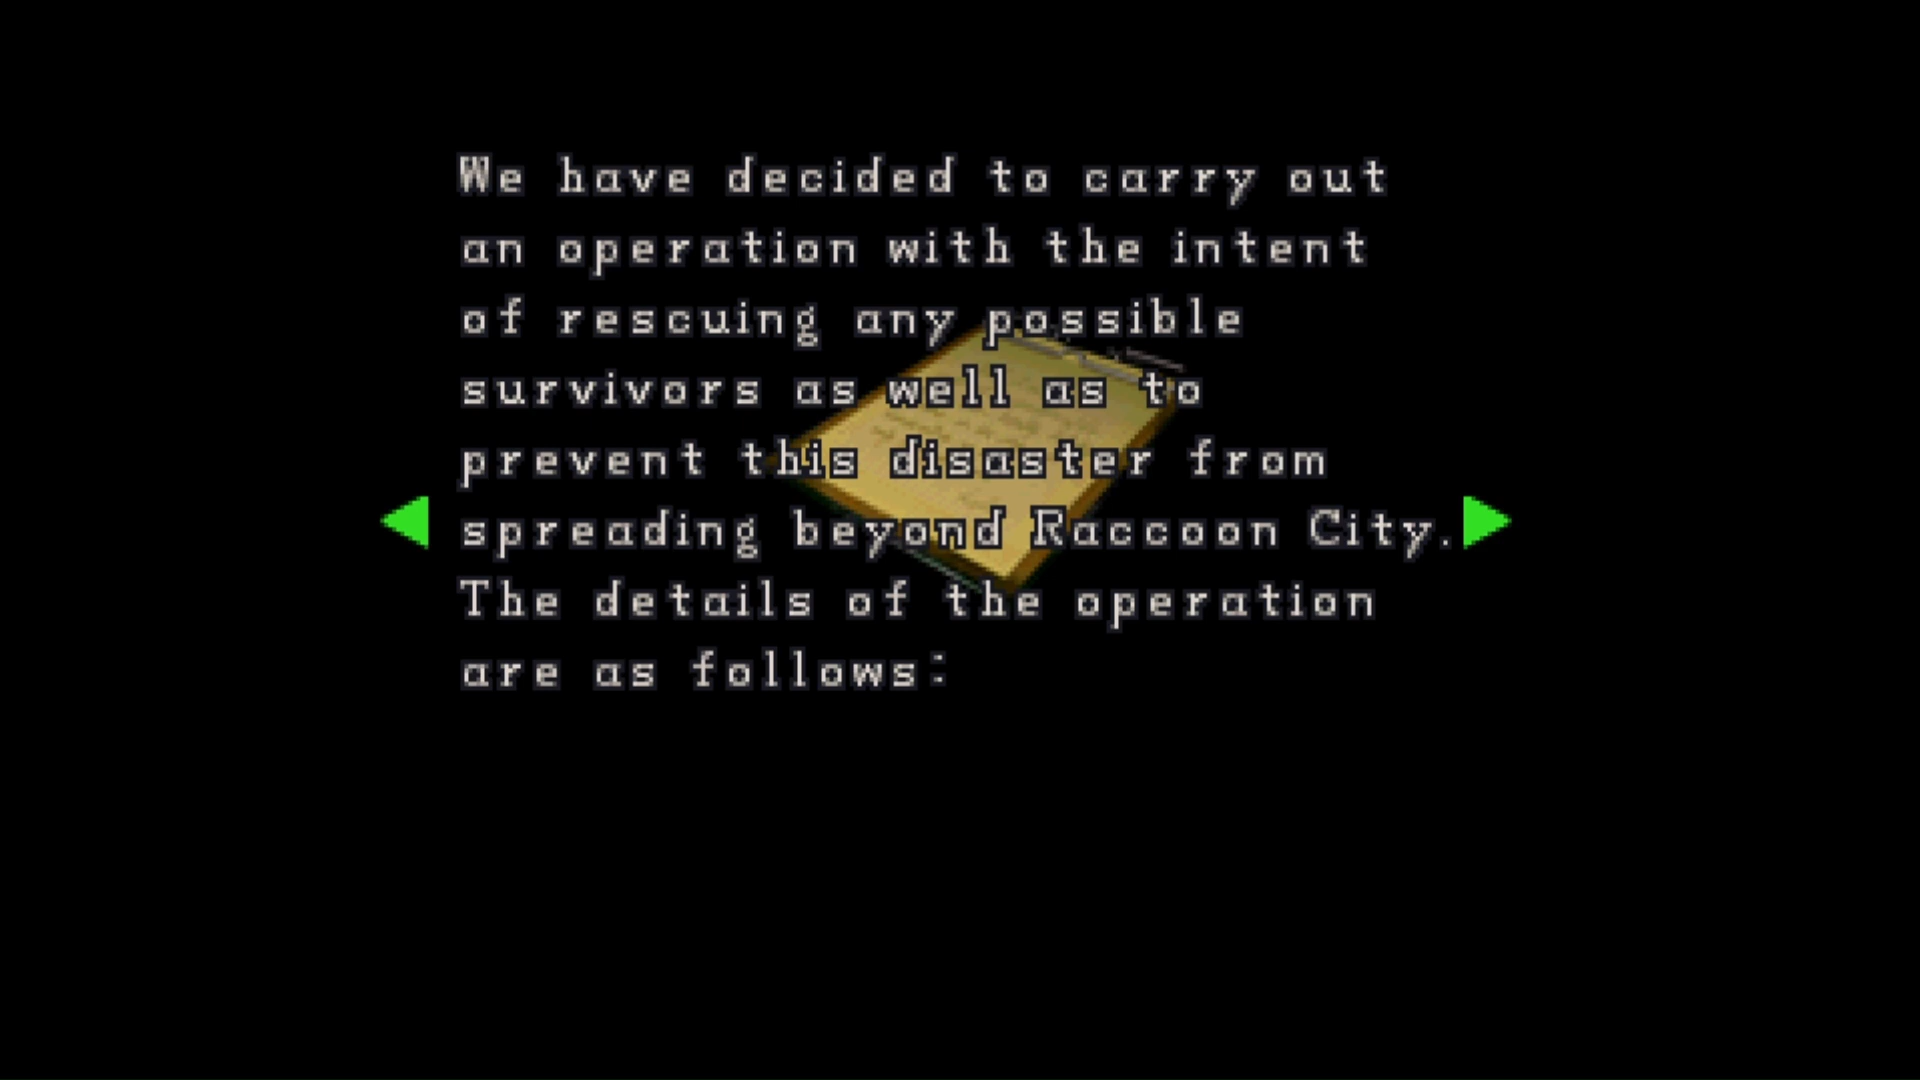 We have decided to carry out
an operation with the intent
of rescuing any possible
survivors as well as to
prevent this disaster from
spreading beyond Raccoon City.
The details of the operation
are as follows: